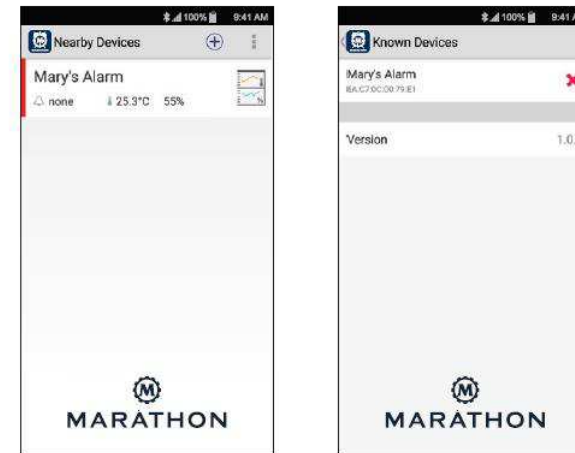 100% 9:41 AM
Nearby Devices
Mary's Alarm
none 25.3°C 55%
MARATHON
100% 9:41
Known Devices
Mary's Alarm
Version 1.0.
MARATHON